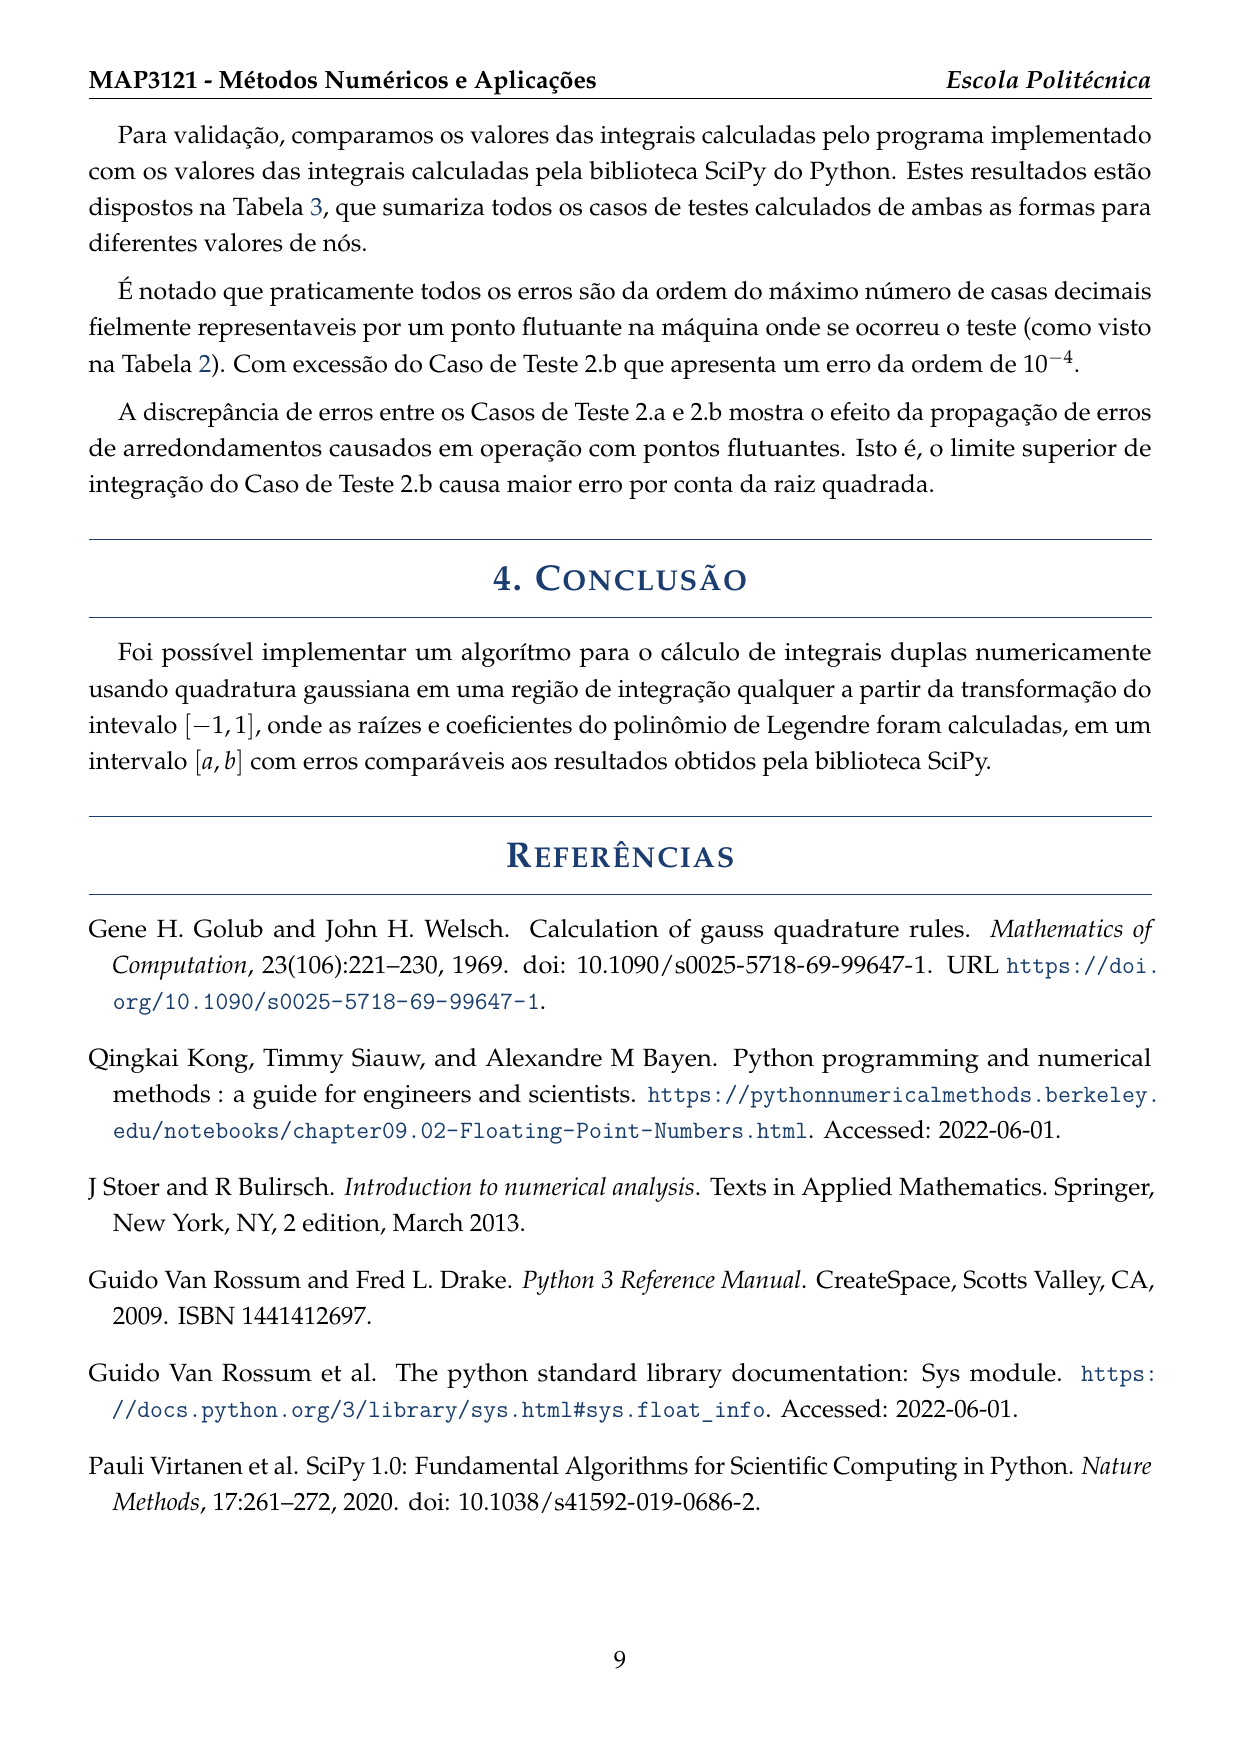 MAP3121 - Métodos Numéricos e Aplicações Escola Politécnica
Para validação, comparamos os valores das integrais calculadas pelo programa implementado
com os valores das integrais calculadas pela biblioteca SciPy do Python. Estes resultados estão
dispostos na Tabela 3, que sumariza todos os casos de testes calculados de ambas as formas para
diferentes valores de nós.
É notado que praticamente todos os erros são da ordem do máximo número de casas decimais
fielmente representaveis por um ponto flutuante na máquina onde se ocorreu o teste (como visto
na Tabela 2). Com excessão do Caso de Teste 2.b que apresenta um erro da ordem de 10⁻⁴.
A discrepância de erros entre os Casos de Teste 2.a e 2.b mostra o efeito da propagação de erros
de arredondamentos causados em operação com pontos flutuantes. Isto é, o limite superior de
integração do Caso de Teste 2.b causa maior erro por conta da raiz quadrada.
4. CONCLUSÃO
Foi possível implementar um algorítmo para o cálculo de integrais duplas numericamente
usando quadratura gaussiana em uma região de integração qualquer a partir da transformação do
intevalo [−1, 1], onde as raízes e coeficientes do polinômio de Legendre foram calculadas, em um
intervalo [a, b] com erros comparáveis aos resultados obtidos pela biblioteca SciPy.
REFERÊNCIAS
Gene H. Golub and John H. Welsch. Calculation of gauss quadrature rules. Mathematics of
Computation, 23(106):221–230, 1969. doi: 10.1090/s0025-5718-69-99647-1. URL https://doi.
org/10.1090/s0025-5718-69-99647-1.
Qingkai Kong, Timmy Siauw, and Alexandre M Bayen. Python programming and numerical
methods : a guide for engineers and scientists. https://pythonnumericalmethods.berkeley.
edu/notebooks/chapter09.02-Floating-Point-Numbers.html. Accessed: 2022-06-01.
J Stoer and R Bulirsch. Introduction to numerical analysis. Texts in Applied Mathematics. Springer,
New York, NY, 2 edition, March 2013.
Guido Van Rossum and Fred L. Drake. Python 3 Reference Manual. CreateSpace, Scotts Valley, CA,
2009. ISBN 1441412697.
Guido Van Rossum et al. The python standard library documentation: Sys module. https:
//docs.python.org/3/library/sys.html#sys.float_info. Accessed: 2022-06-01.
Pauli Virtanen et al. SciPy 1.0: Fundamental Algorithms for Scientific Computing in Python. Nature
Methods, 17:261–272, 2020. doi: 10.1038/s41592-019-0686-2.
9